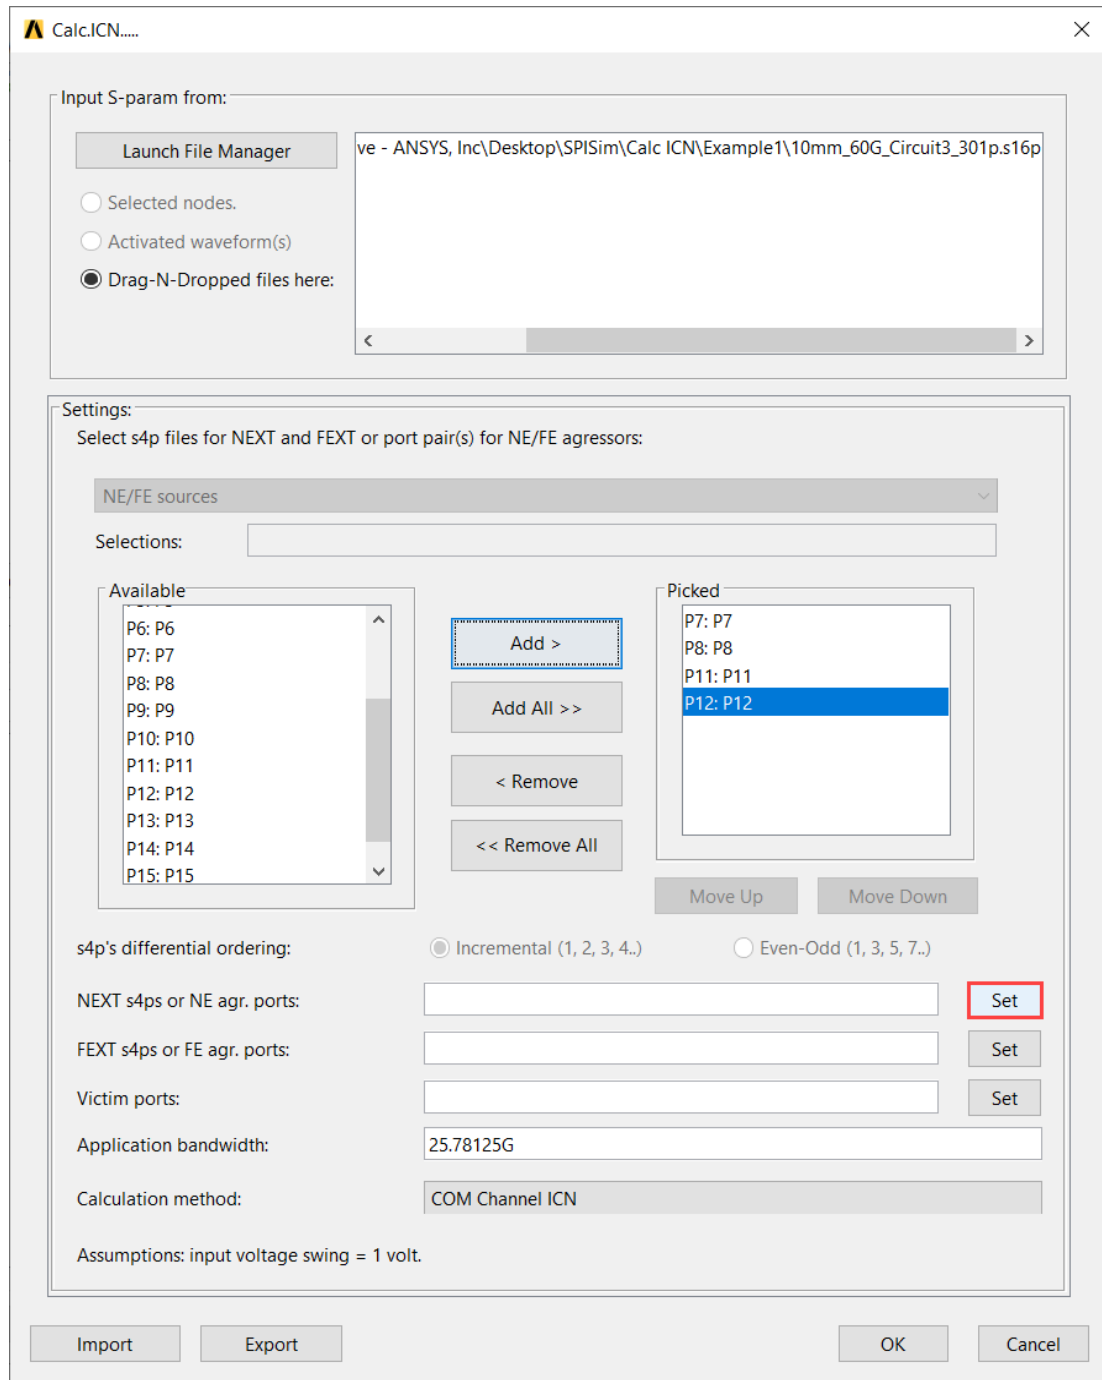 Calc.ICN.....
Input S-param from:
Launch File Manager
ve - ANSYS, Inc\Desktop\SPISim\Calc ICN\Example1\10mm_60G_Circuit3_301p.s16p
Selected nodes.
Activated waveform(s)
Drag-N-Dropped files here:
Settings:
Select s4p files for NEXT and FEXT or port pair(s) for NE/FE agressors:
NE/FE sources
Selections:
Available
P6: P6
P7: P7
P8: P8
P9: P9
P10: P10
P11: P11
P12: P12
P13: P13
P14: P14
P15: P15
Add >
Add All >>
< Remove
<< Remove All
Picked
P7: P7
P8: P8
P11: P11
P12: P12
Move Up
Move Down
s4p's differential ordering:
Incremental (1, 2, 3, 4..)
Even-Odd (1, 3, 5, 7..)
NEXT s4ps or NE agr. ports:
Set
FEXT s4ps or FE agr. ports:
Set
Victim ports:
Set
Application bandwidth:
25.78125G
Calculation method:
COM Channel ICN
Assumptions: input voltage swing = 1 volt.
Import
Export
OK
Cancel